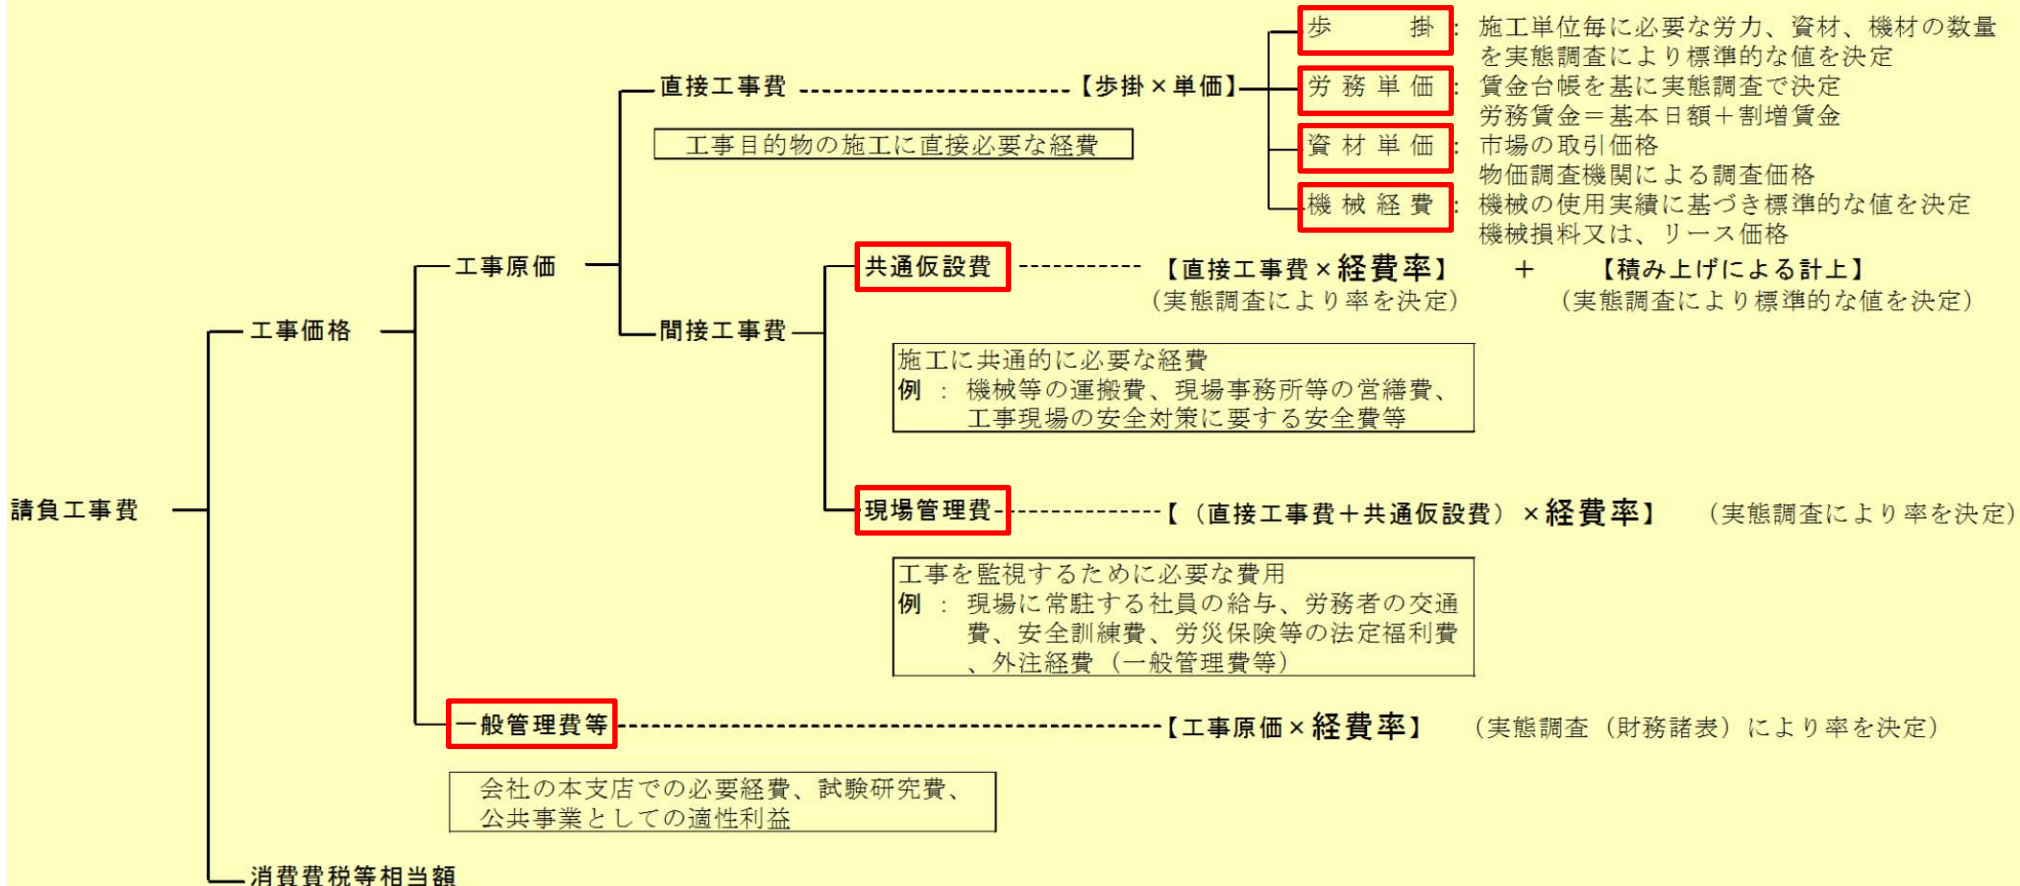 歩掛 : 施工単位毎に必要な労力、資材、機材の数量
を実態調査により標準的な値を決定
直接工事費 【歩掛×単価】 労務単価 : 賃金台帳を基に実態調査で決定
労務賃金＝基本日額＋割増賃金
工事目的物の施工に直接必要な経費
資材単価 : 市場の取引価格
物価調査機関による調査価格
機械経費 : 機械の使用実績に基づき標準的な値を決定
機械損料又は、リース価格
工事原価 共通仮設費 【直接工事費×経費率】 ＋ 【積み上げによる計上】
（実態調査により率を決定） （実態調査により標準的な値を決定）
工事価格 間接工事費
施工に共通的に必要な経費
例 : 機械等の運搬費、現場事務所等の営繕費、
工事現場の安全対策に要する安全費等
請負工事費 現場管理費 【（直接工事費＋共通仮設費）×経費率】 （実態調査により率を決定）
工事を監視するために必要な費用
例 : 現場に常駐する社員の給与、労務者の交通
費、安全訓練費、労災保険等の法定福利費
、外注経費（一般管理費等）
一般管理費等 【工事原価×経費率】 （実態調査（財務諸表）により率を決定）
会社の本支店での必要経費、試験研究費、
公共事業としての適性利益
消費費税等相当額